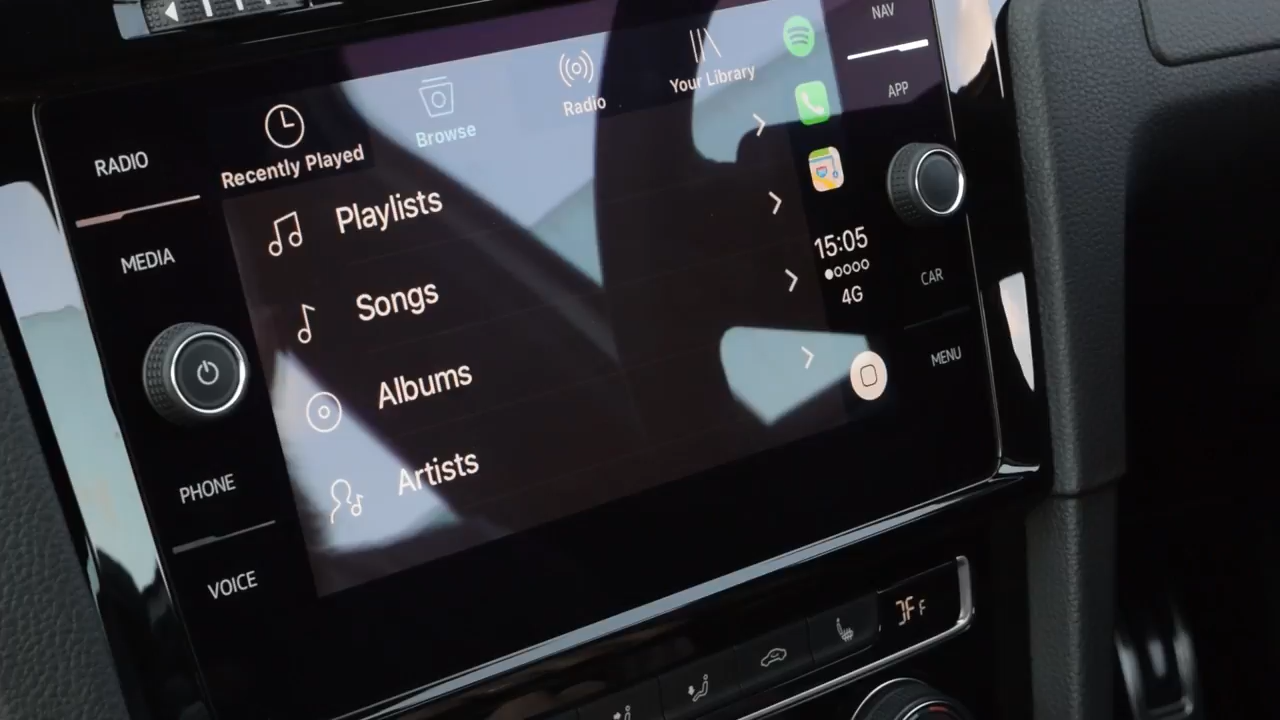 RADIO
MEDIA
PHONE
VOICE
Recently Played
Browse
Radio
Your Library
Playlists
Songs
Albums
Artists
15:05
4G
NAV
APP
CAR
MENU